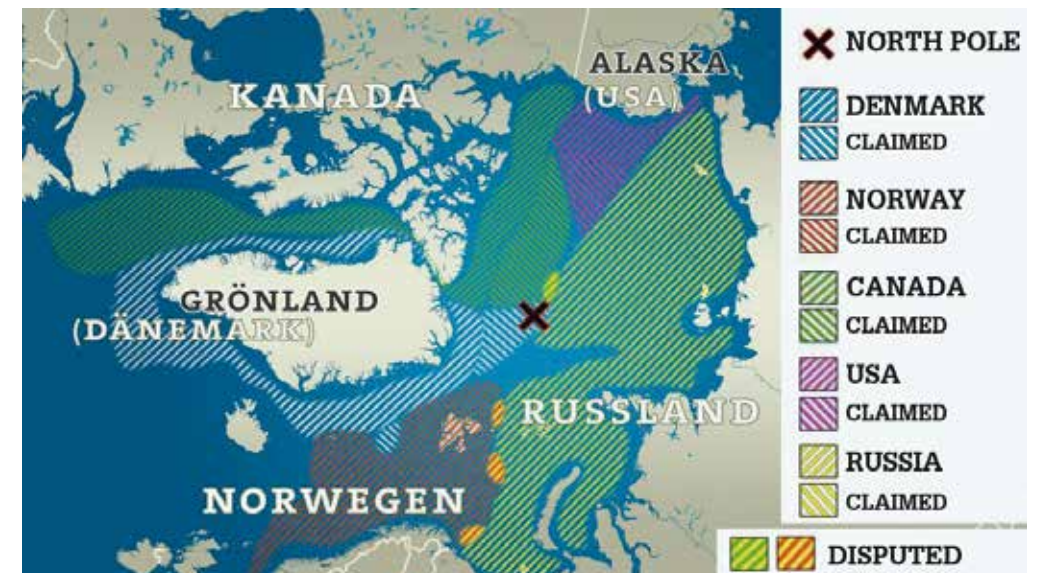 KANADA
ALASKA
(USA)
GRÖNLAND
(DÄNEMARK)
RUSSLAND
NORWEGEN
NORTH POLE
DENMARK
CLAIMED
NORWAY
CLAIMED
CANADA
CLAIMED
USA
CLAIMED
RUSSIA
CLAIMED
DISPUTED